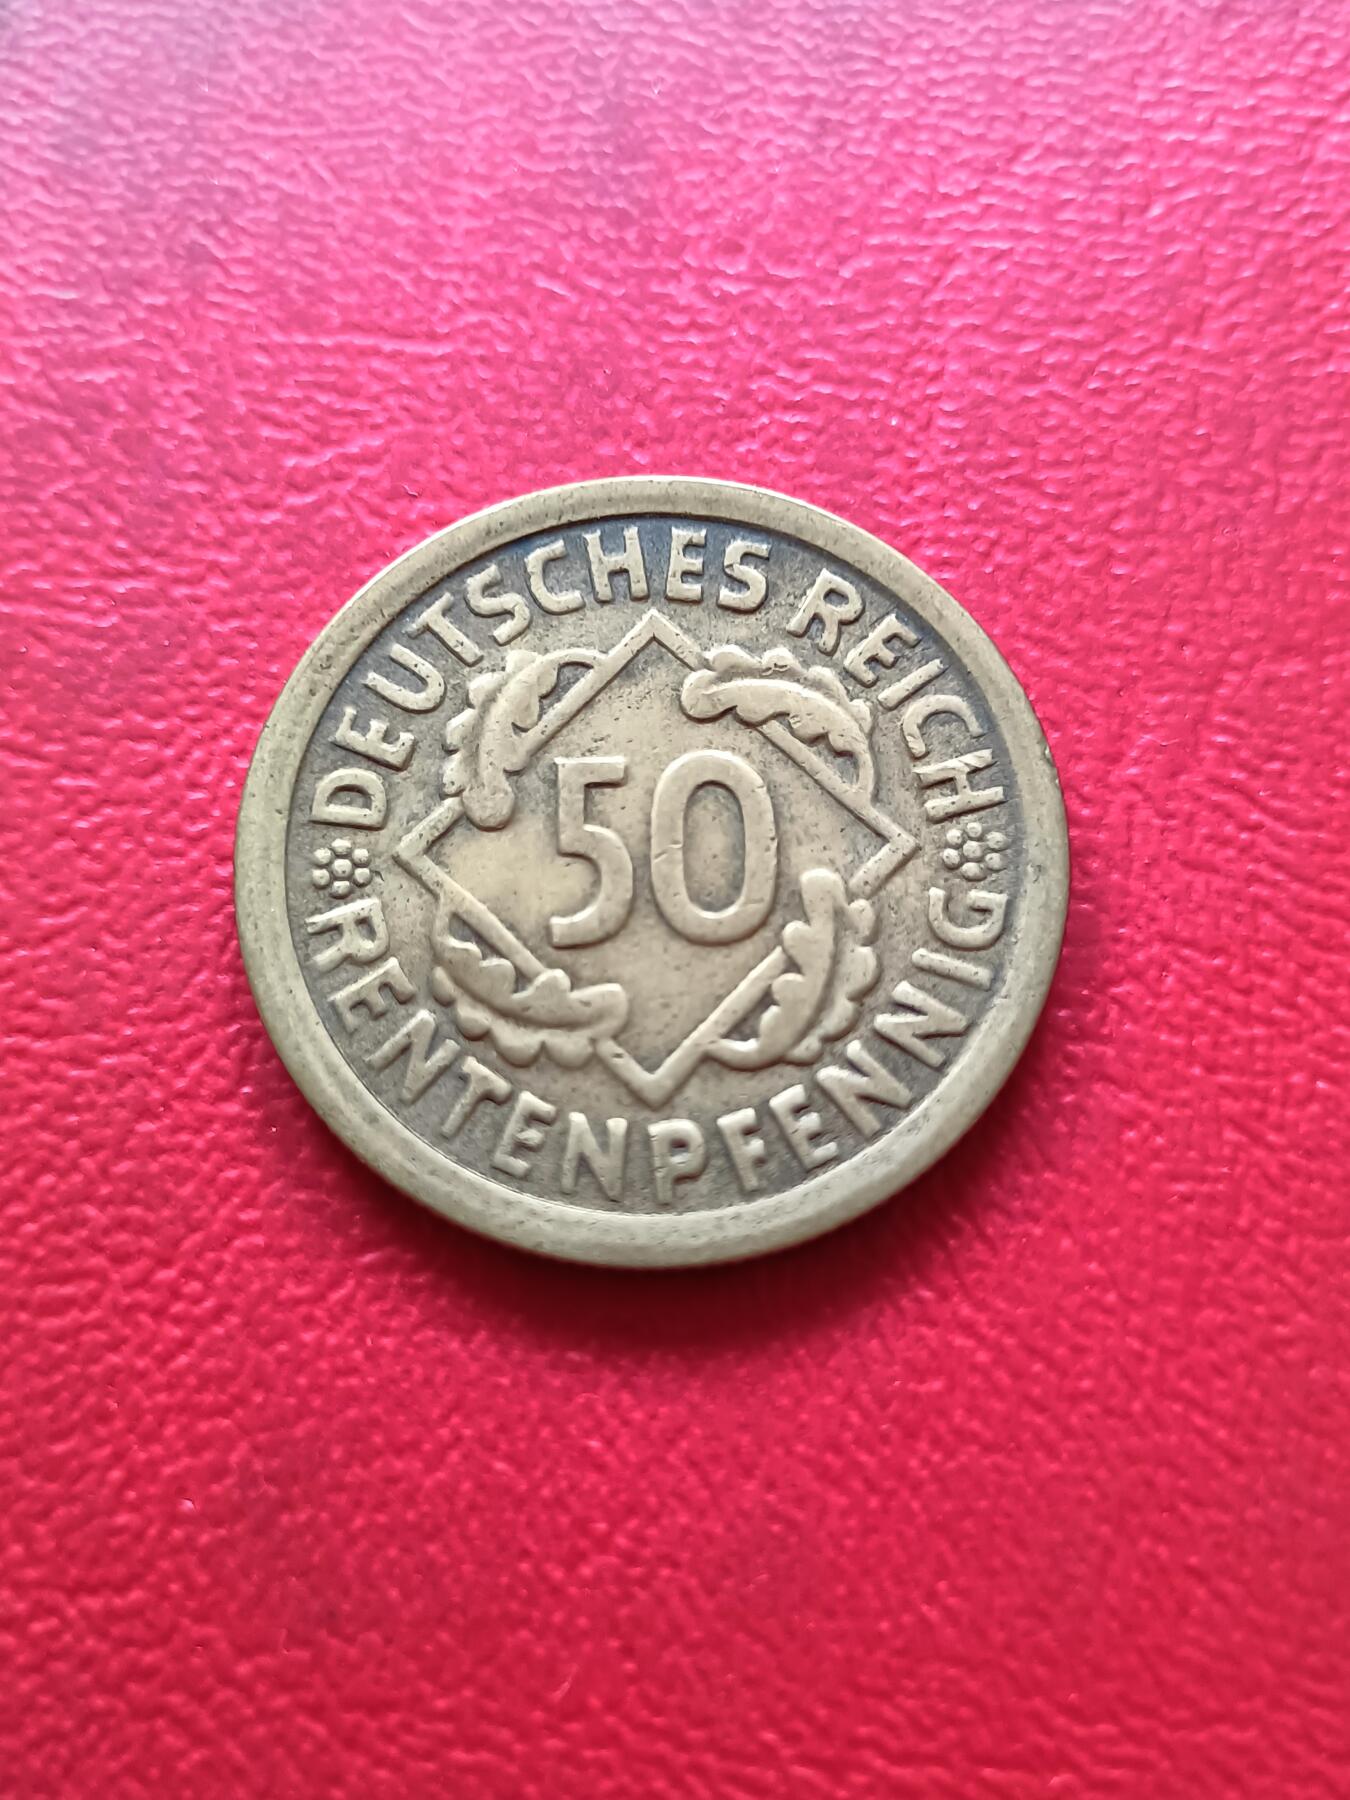 DEUTSCHES REICH
50
RENTENPFENNIG